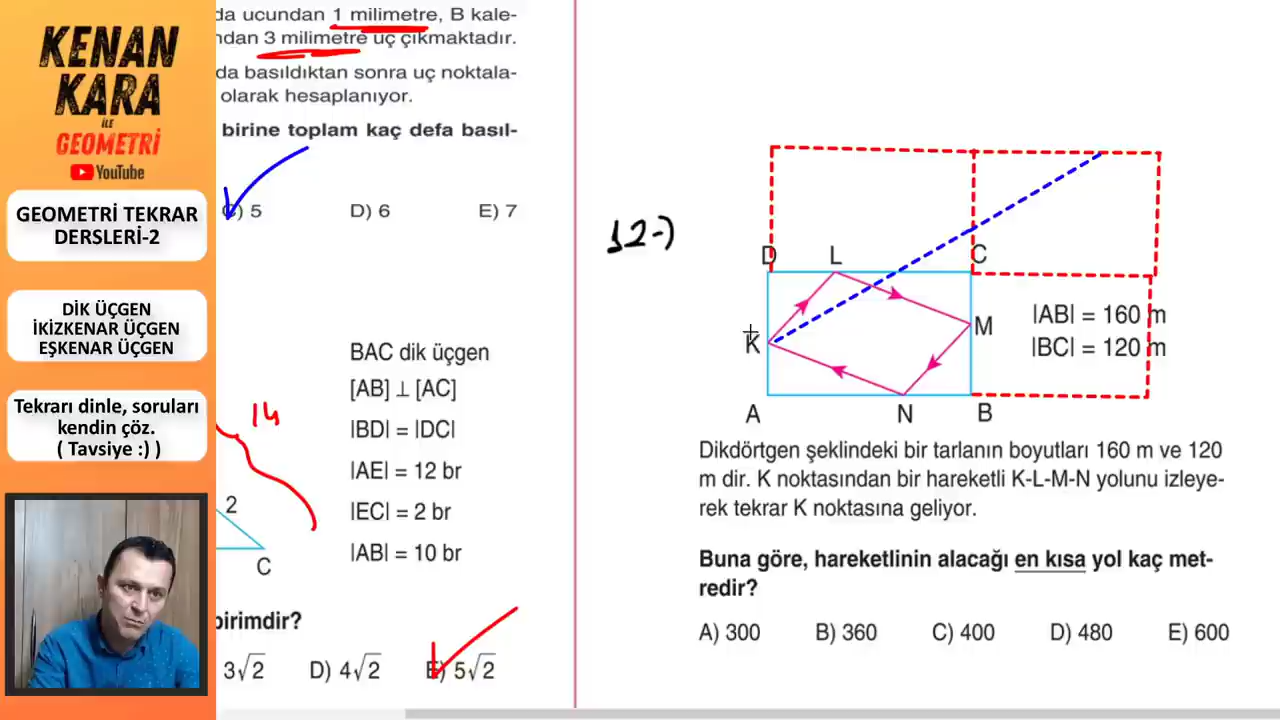 KENAN
KARA
İLE
GEOMETRİ
YouTube
GEOMETRİ TEKRAR
DERSLERİ-2
DİK ÜÇGEN
İKİZKENAR ÜÇGEN
EŞKENAR ÜÇGEN
Tekrarı dinle, soruları
kendin çöz.
( Tavsiye :) )
da ucundan 1 milimetre, B kale-
ndan 3 milimetre uç çıkmaktadır.
da basıldıktan sonra uç noktala-
olarak hesaplanıyor.
birine toplam kaç defa basıl-
C) 5 D) 6 E) 7
14
2
C
BAC dik üçgen
[AB] ⊥ [AC]
|BD| = |DC|
|AE| = 12 br
|EC| = 2 br
|AB| = 10 br
birimdir?
3√2 D) 4√2 E) 5√2
12-)
D L C
K M
A N B
|AB| = 160 m
|BC| = 120 m
Dikdörtgen şeklindeki bir tarlanın boyutları 160 m ve 120
m dir. K noktasından bir hareketli K-L-M-N yolunu izleye-
rek tekrar K noktasına geliyor.
Buna göre, hareketlinin alacağı en kısa yol kaç met-
redir?
A) 300 B) 360 C) 400 D) 480 E) 600